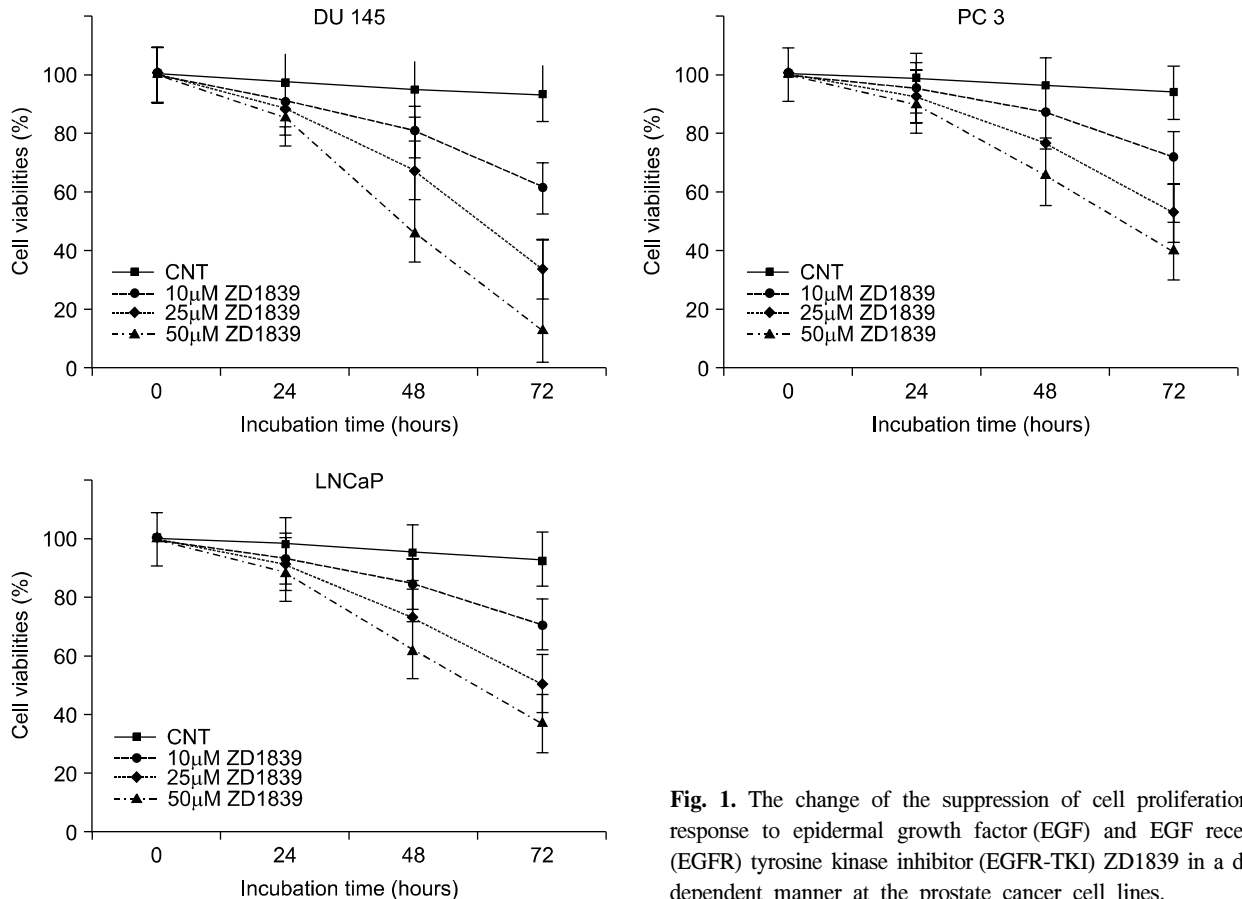 DU 145
Cell viabilities (%)
100
80
60
40
20
0
CNT
10μM ZD1839
25μM ZD1839
50μM ZD1839
0 24 48 72
Incubation time (hours)
PC 3
Cell viabilities (%)
100
80
60
40
20
0
CNT
10μM ZD1839
25μM ZD1839
50μM ZD1839
0 24 48 72
Incubation time (hours)
LNCaP
Cell viabilities (%)
100
80
60
40
20
0
CNT
10μM ZD1839
25μM ZD1839
50μM ZD1839
0 24 48 72
Incubation time (hours)
Fig. 1. The change of the suppression of cell proliferation
response to epidermal growth factor (EGF) and EGF rece
(EGFR) tyrosine kinase inhibitor (EGFR-TKI) ZD1839 in a d
dependent manner at the prostate cancer cell lines.